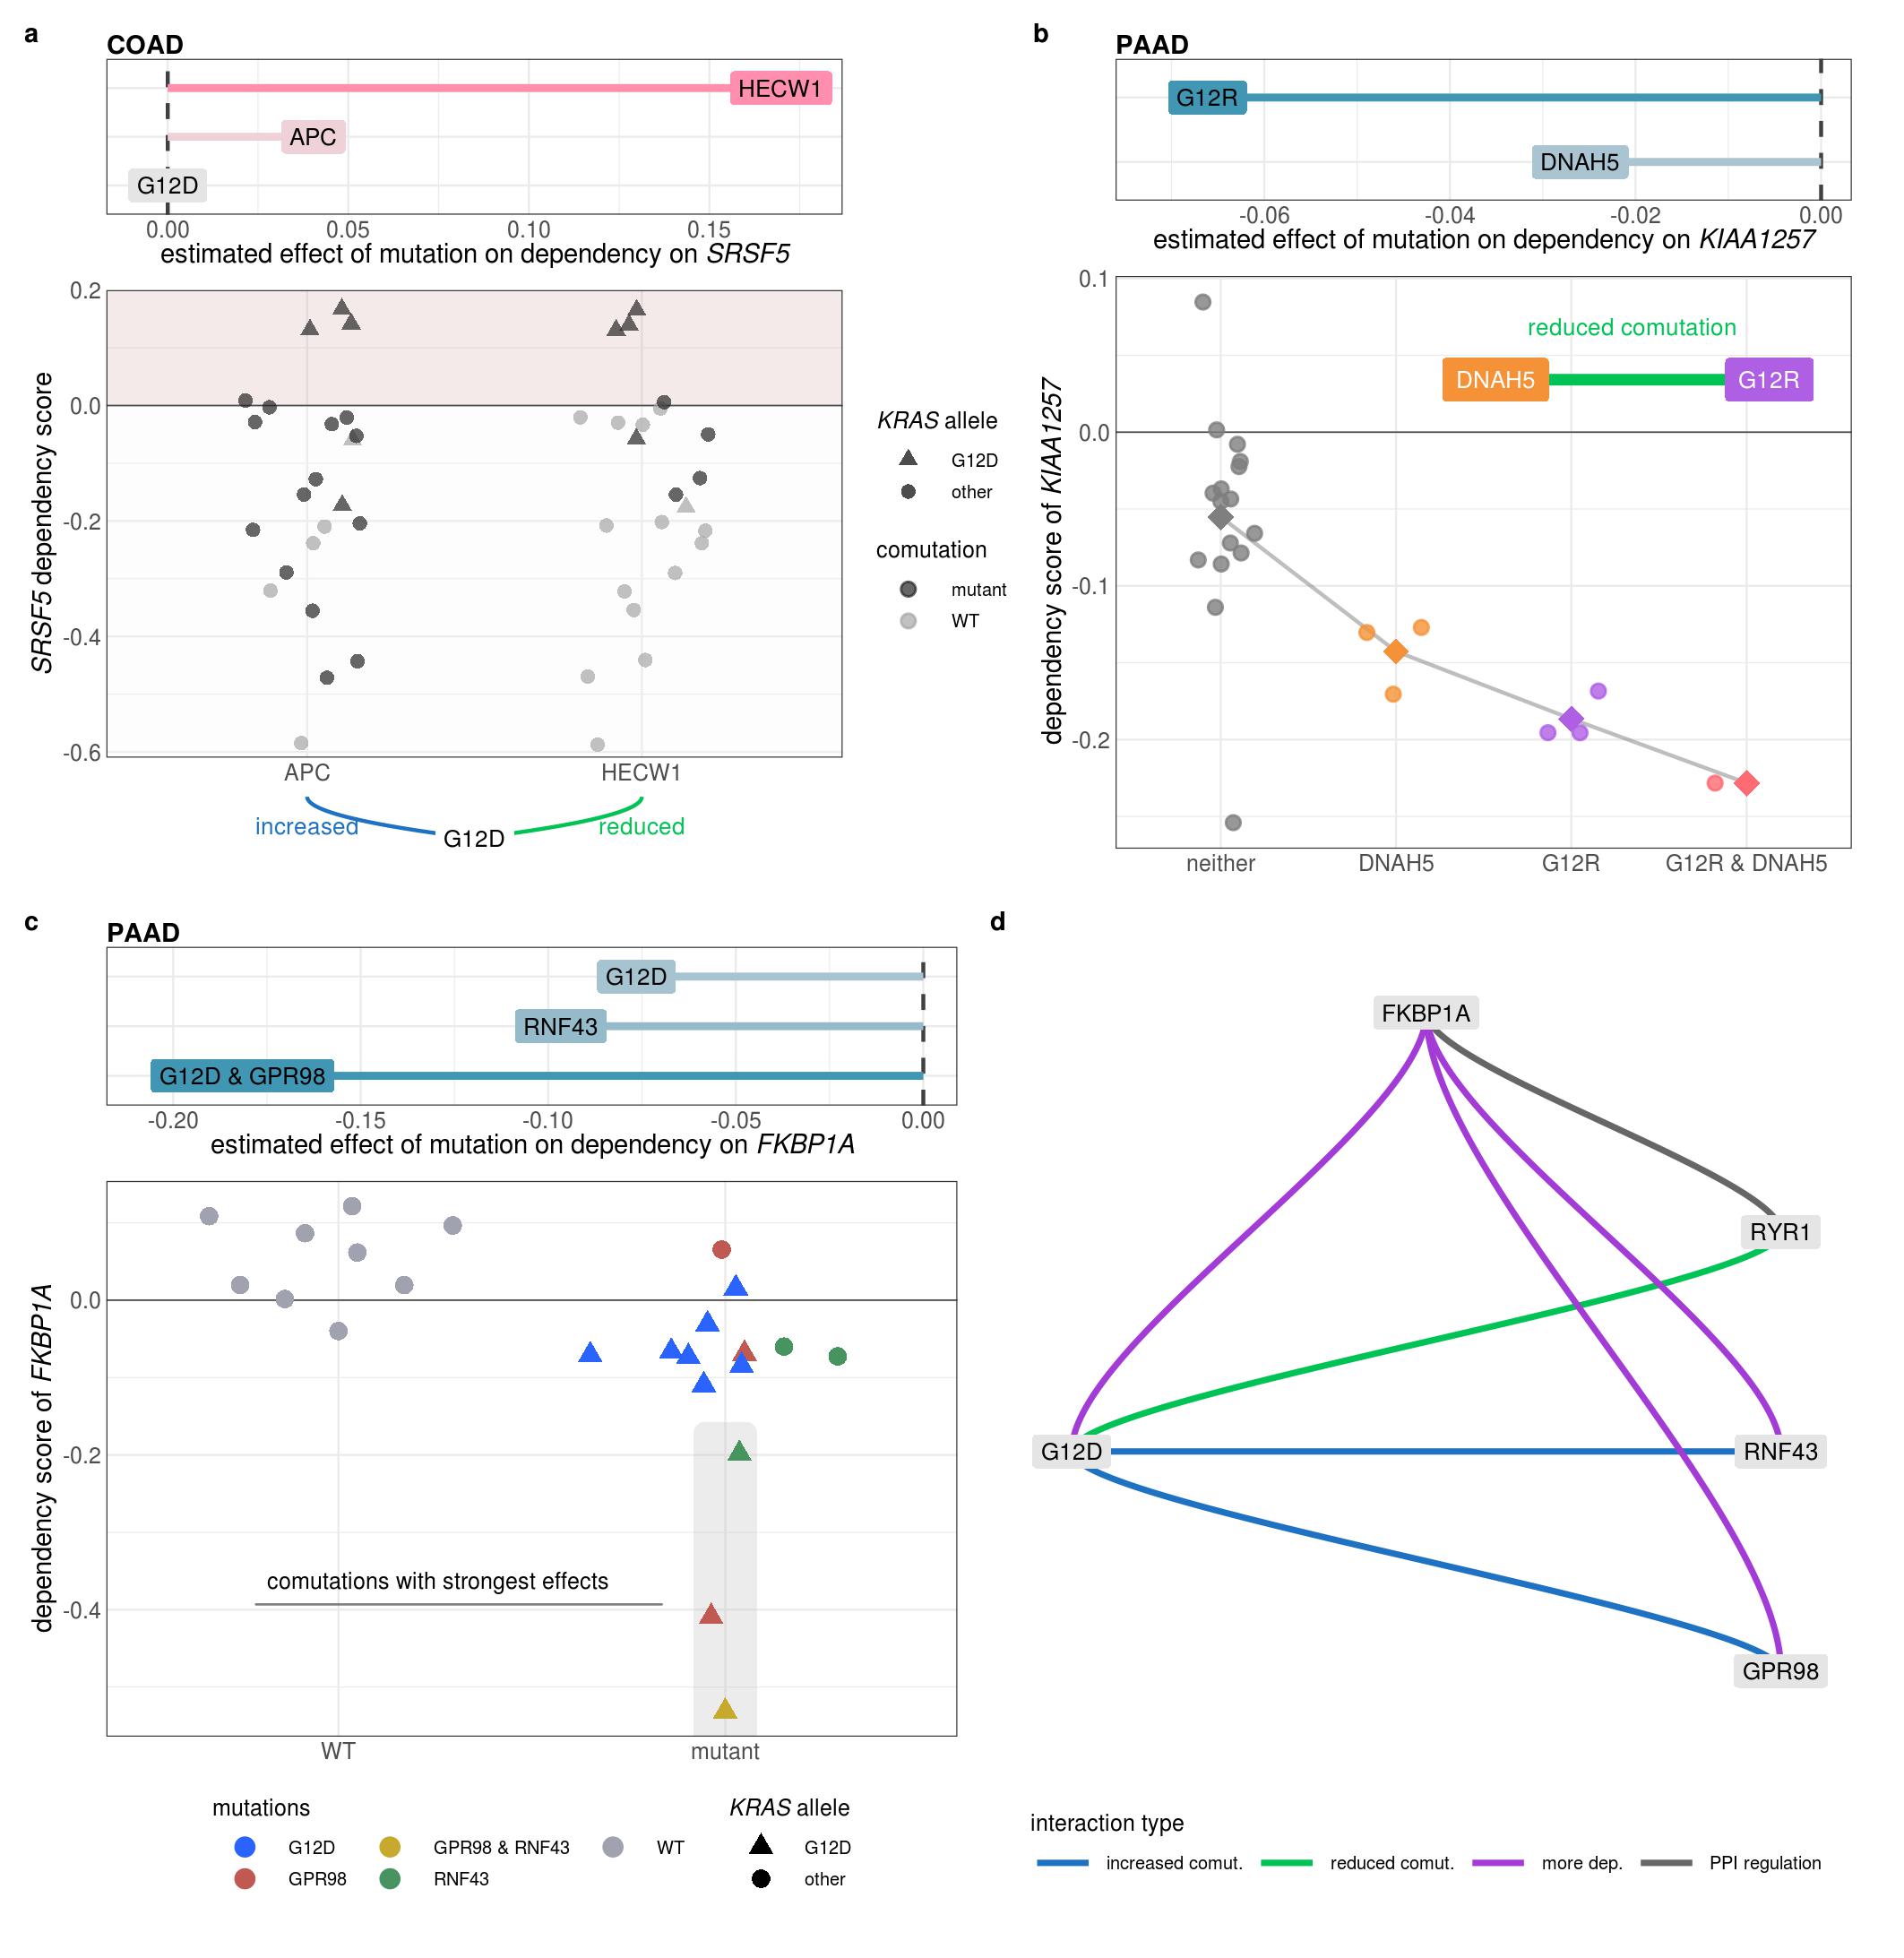 a
COAD
HECW1
APC
G12D
0.00 0.05 0.10 0.15
estimated effect of mutation on dependency on SRSF5
SRSF5 dependency score
0.2
0.0
-0.2
-0.4
-0.6
APC HECW1
increased G12D reduced
KRAS allele
G12D
other
comutation
mutant
WT
b
PAAD
G12R
DNAH5
-0.06 -0.04 -0.02 0.00
estimated effect of mutation on dependency on KIAA1257
dependency score of KIAA1257
0.1
0.0
-0.1
-0.2
reduced comutation
DNAH5 G12R
neither DNAH5 G12R G12R & DNAH5
c
PAAD
G12D
RNF43
G12D & GPR98
-0.20 -0.15 -0.10 -0.05 0.00
estimated effect of mutation on dependency on FKBP1A
dependency score of FKBP1A
0.0
-0.2
-0.4
comutations with strongest effects
WT mutant
mutations
G12D GPR98 & RNF43 WT
GPR98 RNF43
KRAS allele
G12D
other
d
FKBP1A
RYR1
G12D RNF43
GPR98
interaction type
increased comut. reduced comut. more dep. PPI regulation